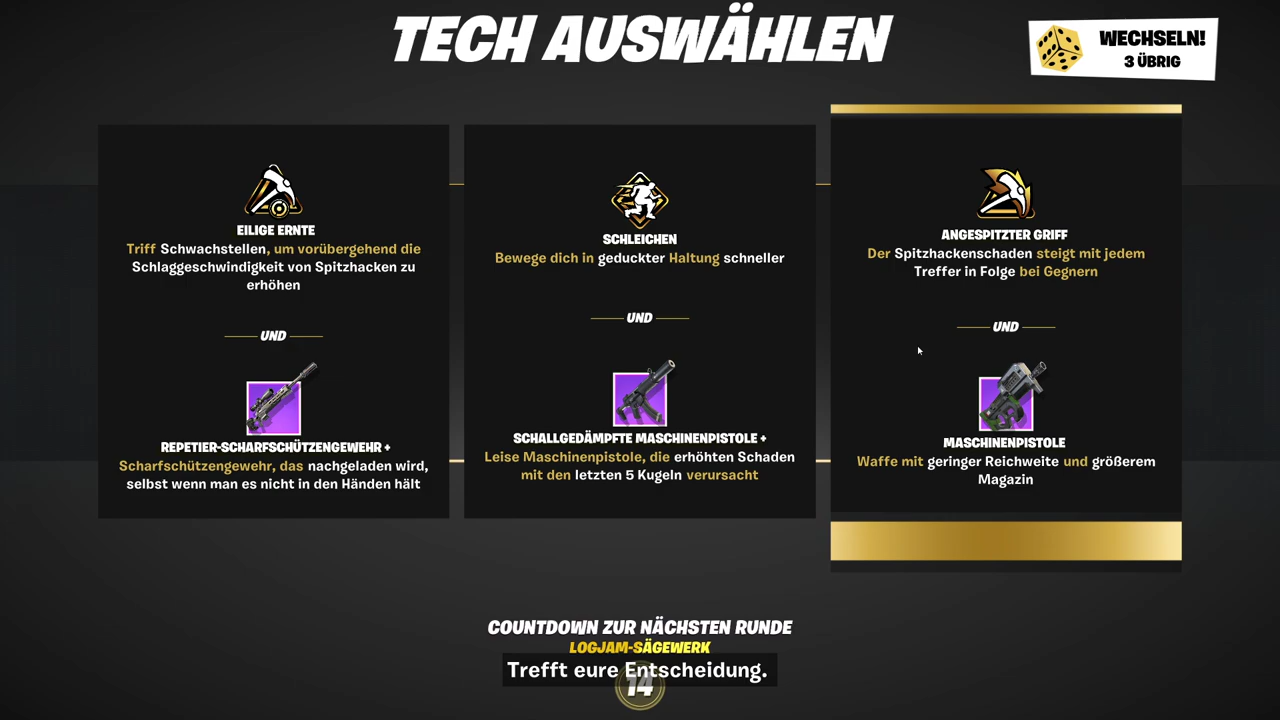 TECH AUSWÄHLEN
WECHSELN!
3 ÜBRIG
EILIGE ERNTE
Triff Schwachstellen, um vorübergehend die
Schlaggeschwindigkeit von Spitzhacken zu
erhöhen
UND
REPETIER-SCHARFSCHÜTZENGEWEHR +
Scharfschützengewehr, das nachgeladen wird,
selbst wenn man es nicht in den Händen hält
SCHLEICHEN
Bewege dich in geduckter Haltung schneller
UND
SCHALLGEDÄMPFTE MASCHINENPISTOLE +
Leise Maschinenpistole, die erhöhten Schaden
mit den letzten 5 Kugeln verursacht
ANGESPITZTER GRIFF
Der Spitzhackenschaden steigt mit jedem
Treffer in Folge bei Gegnern
UND
MASCHINENPISTOLE
Waffe mit geringer Reichweite und größerem
Magazin
COUNTDOWN ZUR NÄCHSTEN RUNDE
LOGJAM-SÄGEWERK
Trefft eure Entscheidung.
14